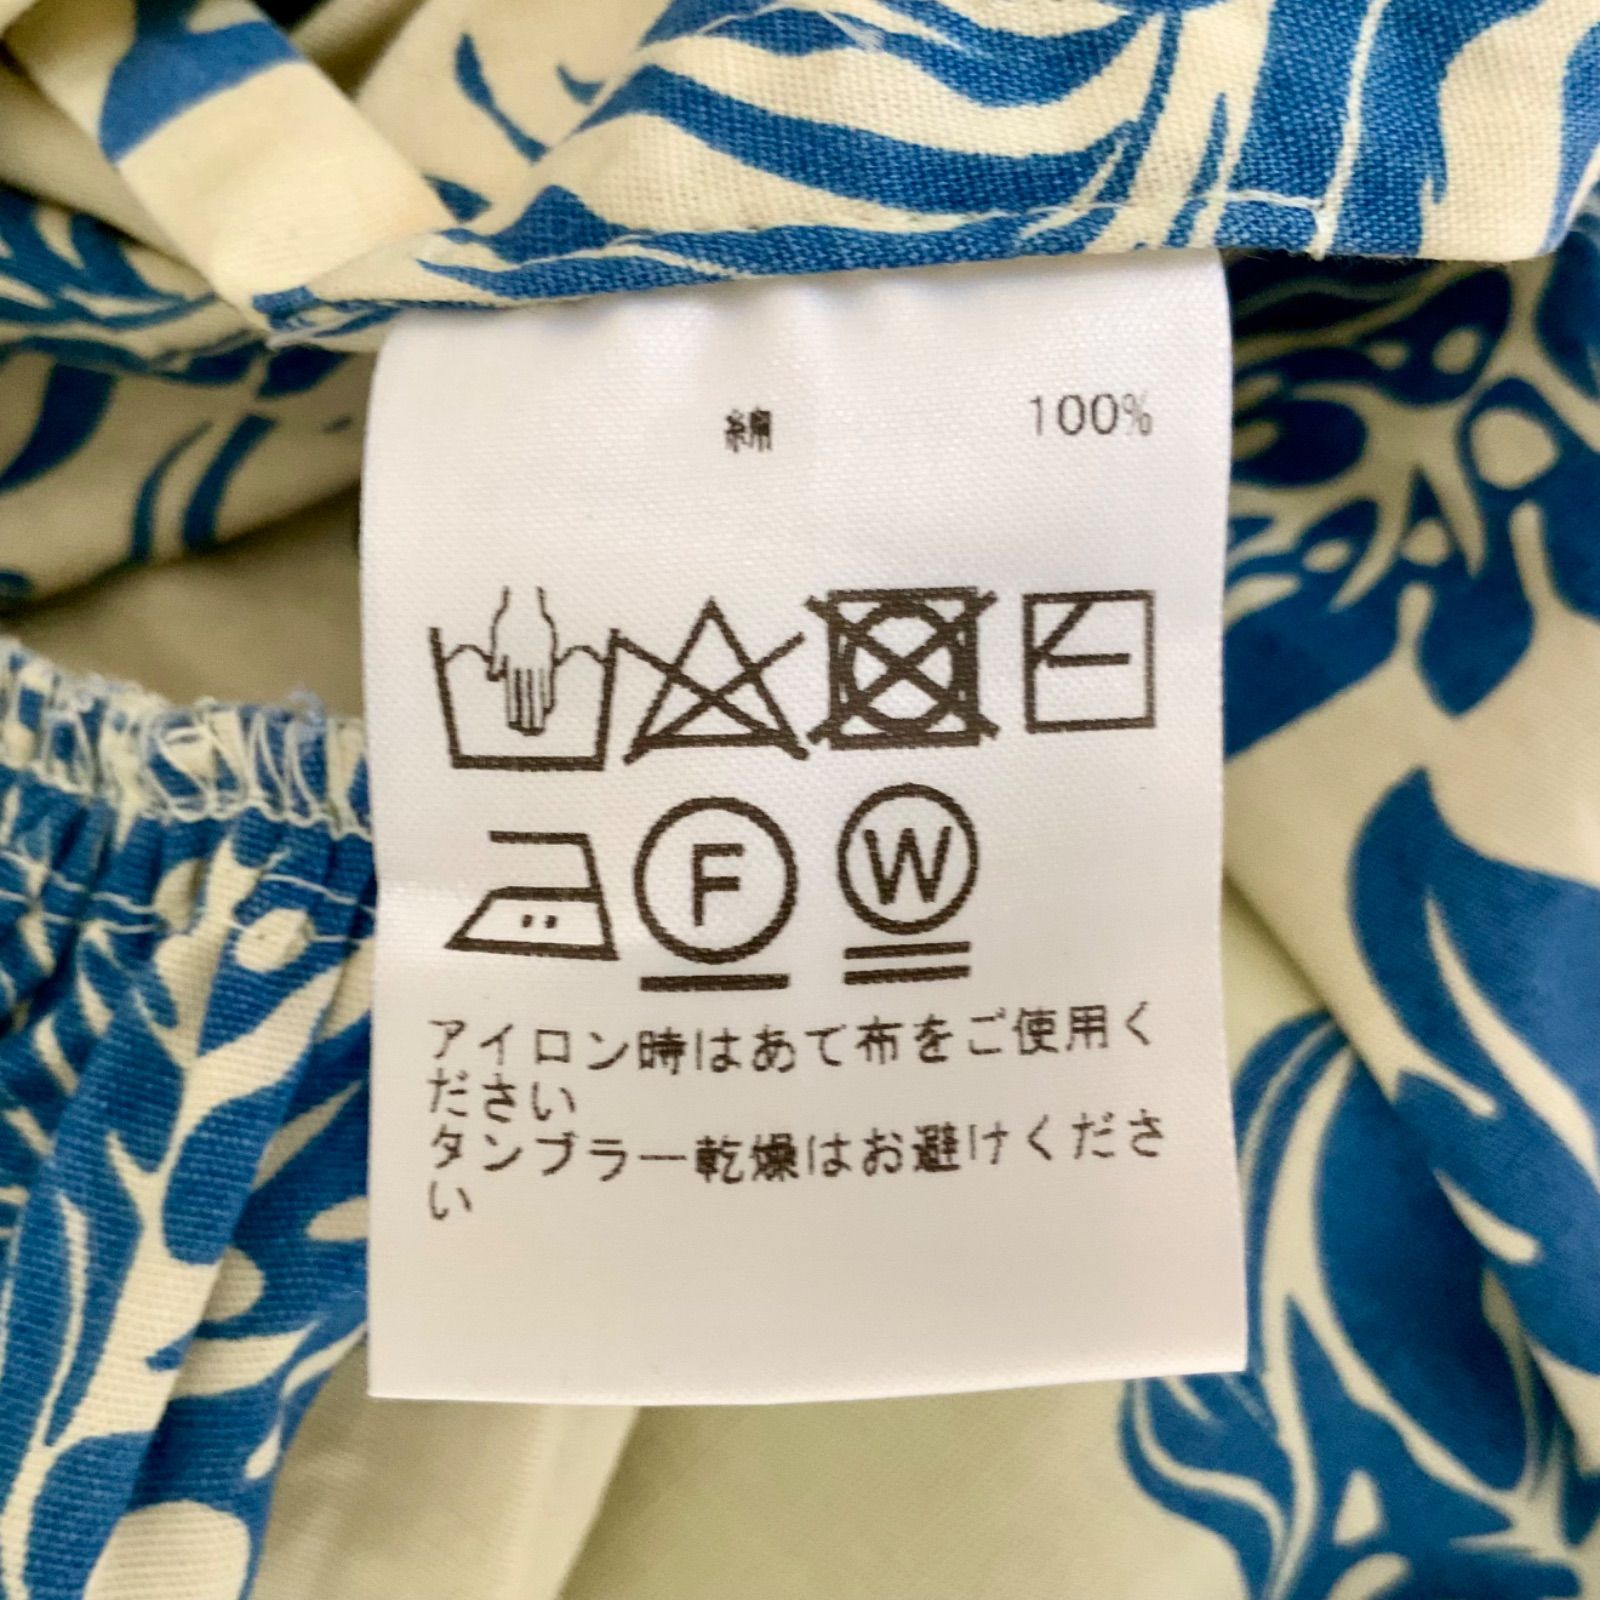 綿 100%
F W
アイロン時はあて布をご使用く
ださい
タンブラー乾燥はお避けくださ
い